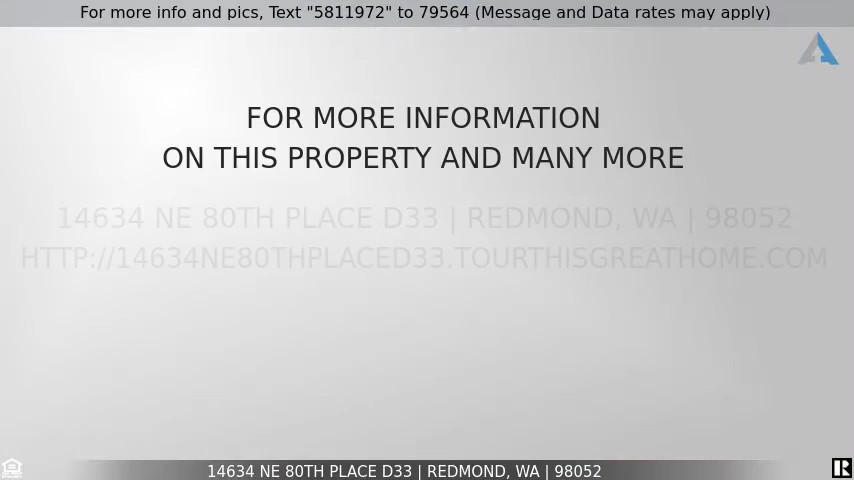 For more info and pics, Text "5811972" to 79564 (Message and Data rates may apply)
FOR MORE INFORMATION
ON THIS PROPERTY AND MANY MORE
14634 NE 80TH PLACE D33 | REDMOND, WA | 98052
HTTP://14634NE80THPLACED33.TOURTHISGREATHOME.COM
14634 NE 80TH PLACE D33 | REDMOND, WA | 98052